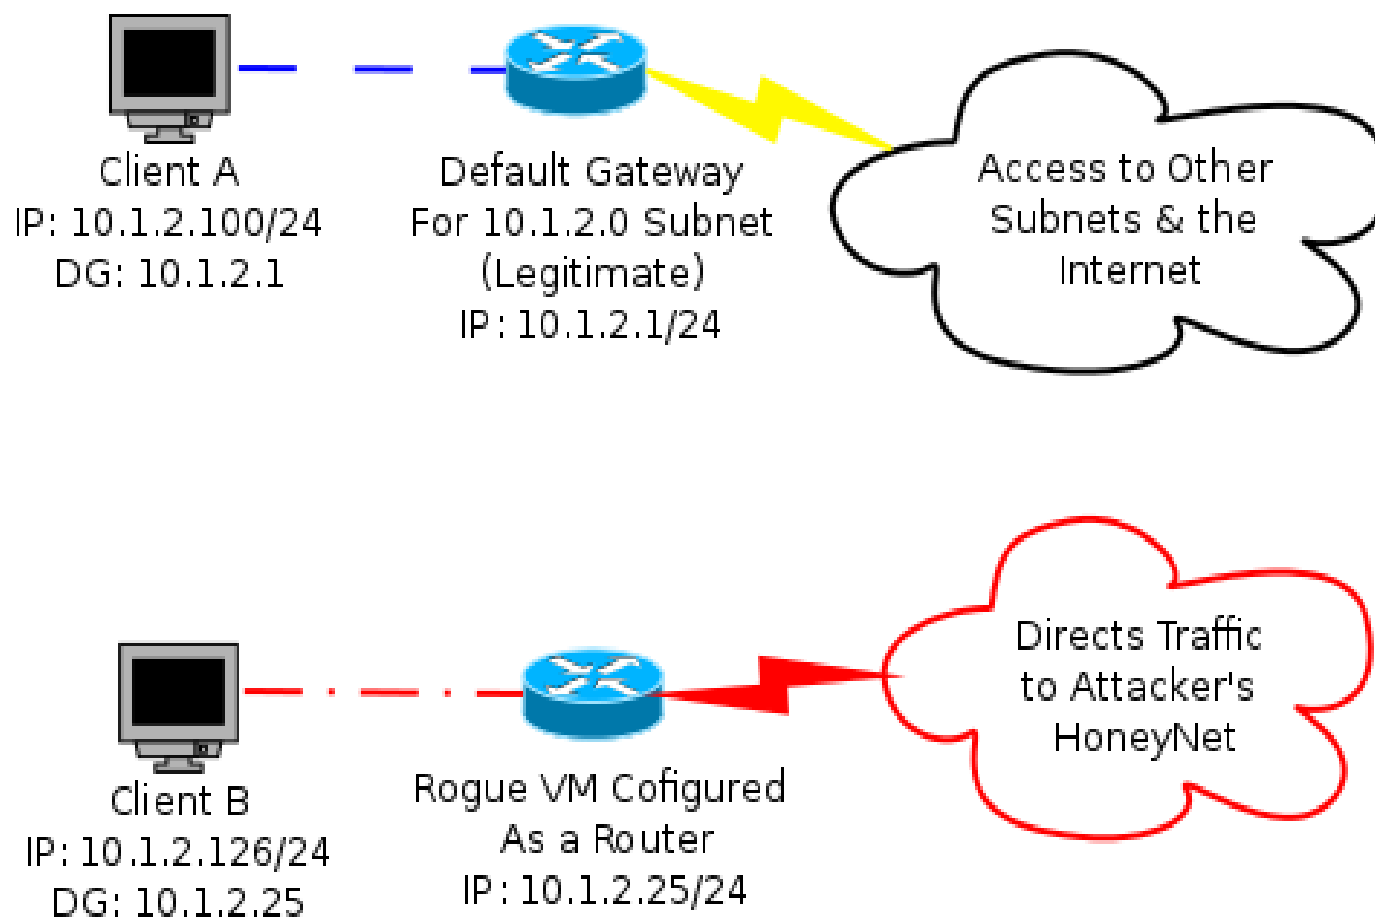 Client A
IP: 10.1.2.100/24
DG: 10.1.2.1
Default Gateway
For 10.1.2.0 Subnet
(Legitimate)
IP: 10.1.2.1/24
Access to Other
Subnets & the
Internet
Client B
IP: 10.1.2.126/24
DG: 10.1.2.25
Rogue VM Cofigured
As a Router
IP: 10.1.2.25/24
Directs Traffic
to Attacker's
HoneyNet